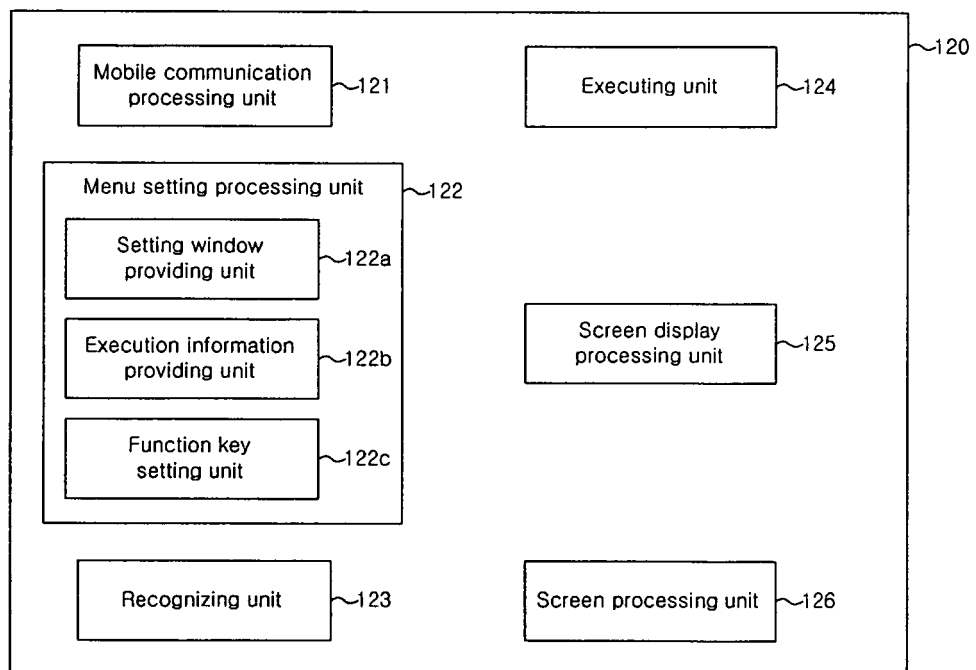 120
Mobile communication
processing unit
121
Executing unit
124
Menu setting processing unit
122
Setting window
providing unit
122a
Execution information
providing unit
122b
Function key
setting unit
122c
Screen display
processing unit
125
Recognizing unit
123
Screen processing unit
126